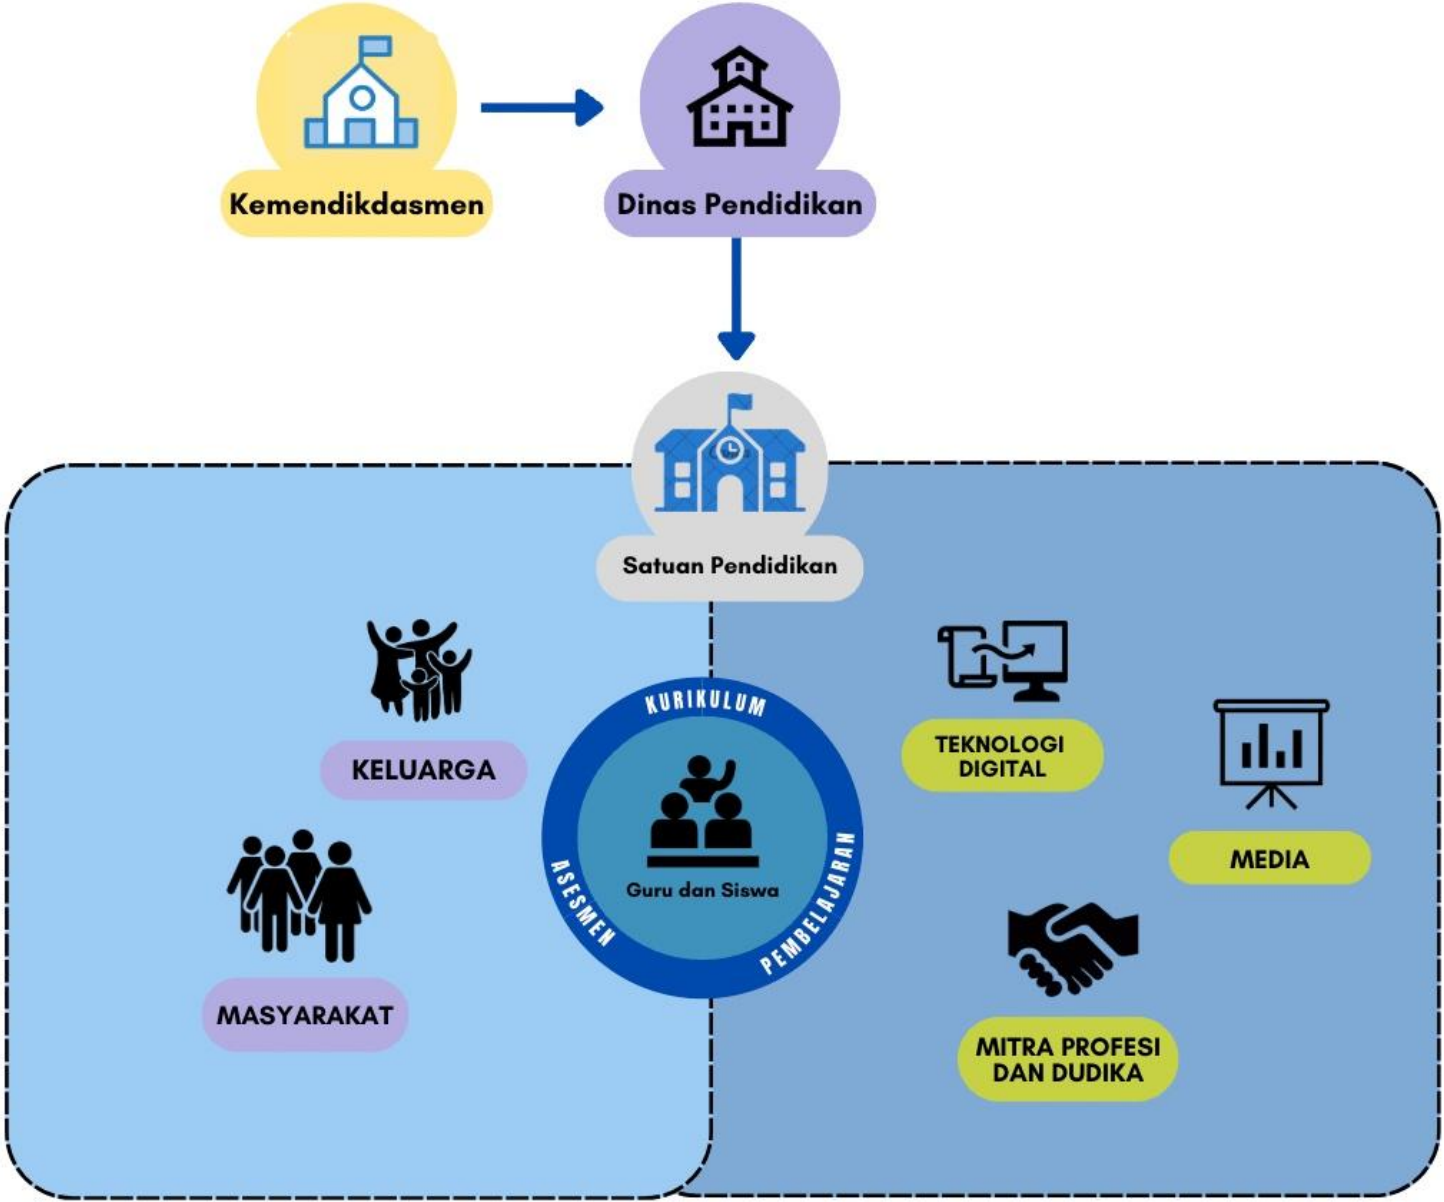 Kemendikdasmen
Dinas Pendidikan
Satuan Pendidikan
KELUARGA
MASYARAKAT
KURIKULUM
ASESMEN
PEMBELAJARAN
Guru dan Siswa
TEKNOLOGI
DIGITAL
MEDIA
MITRA PROFESI
DAN DUDIKA